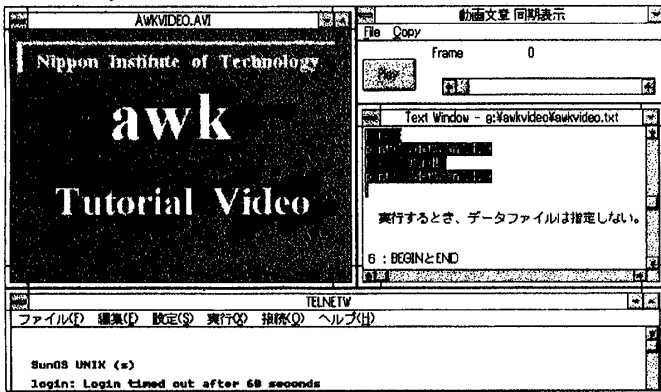 AWKVIDEO.AVI
Nippon Institute of Technology
awk
Tutorial Video
動画文章 同期表示
File Copy
Frame 0
Play
Text Window - g:¥awkvideo¥awkvideo.txt
実行するとき、データファイルは指定しない。
6 : BEGINとEND
TELNETW
ファイル(F) 編集(E) 設定(S) 実行(X) 接続(O) ヘルプ(H)
SunOS UNIX (s)
login: Login timed out after 60 seconds